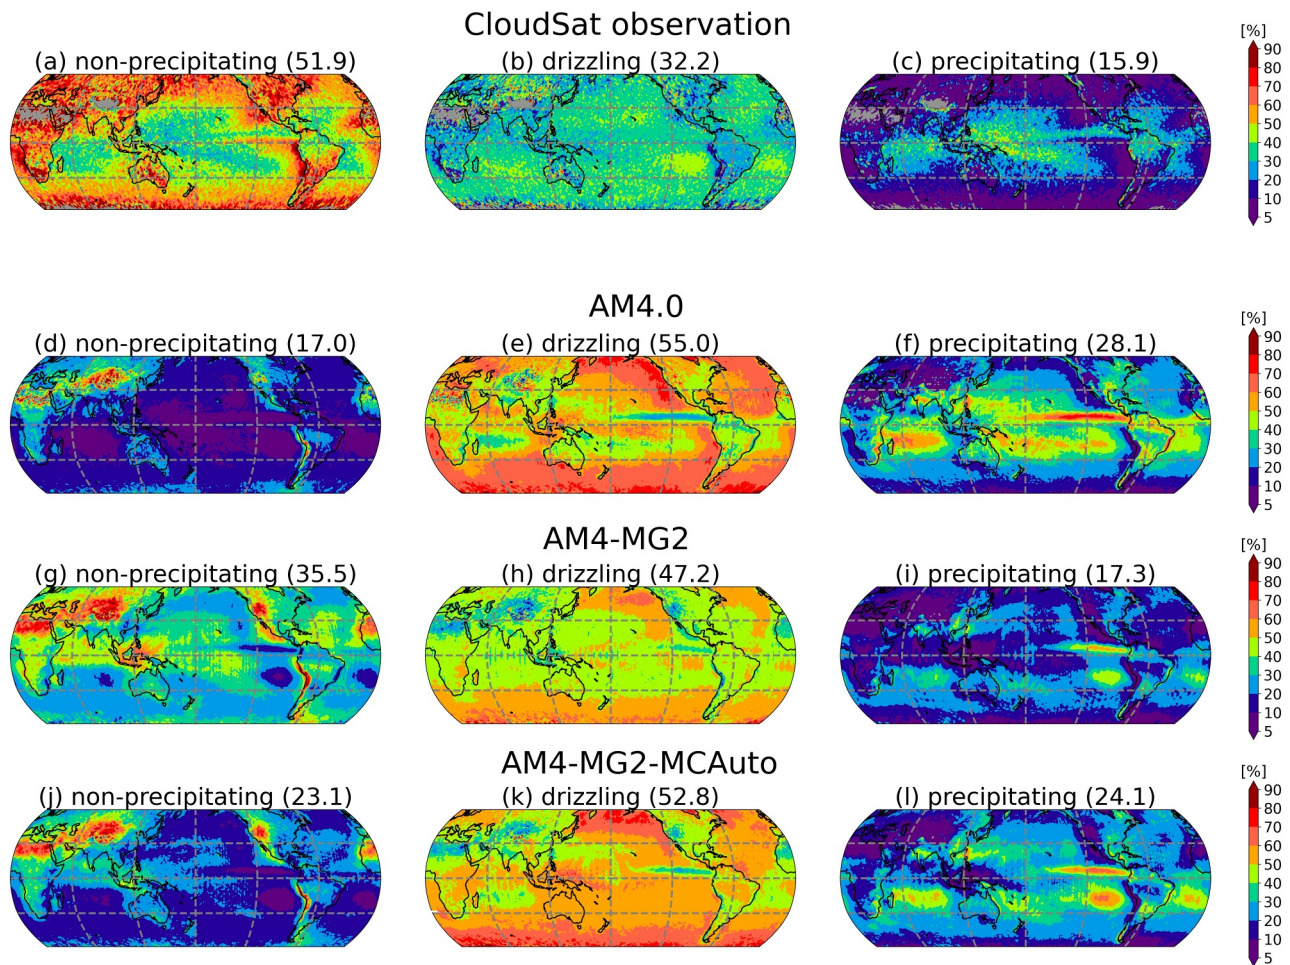 CloudSat observation
(a) non-precipitating (51.9)
(b) drizzling (32.2)
(c) precipitating (15.9)
[%]
90
80
70
60
50
40
30
20
10
5
AM4.0
(d) non-precipitating (17.0)
(e) drizzling (55.0)
(f) precipitating (28.1)
[%]
90
80
70
60
50
40
30
20
10
5
AM4-MG2
(g) non-precipitating (35.5)
(h) drizzling (47.2)
(i) precipitating (17.3)
[%]
90
80
70
60
50
40
30
20
10
5
AM4-MG2-MCAuto
(j) non-precipitating (23.1)
(k) drizzling (52.8)
(l) precipitating (24.1)
[%]
90
80
70
60
50
40
30
20
10
5